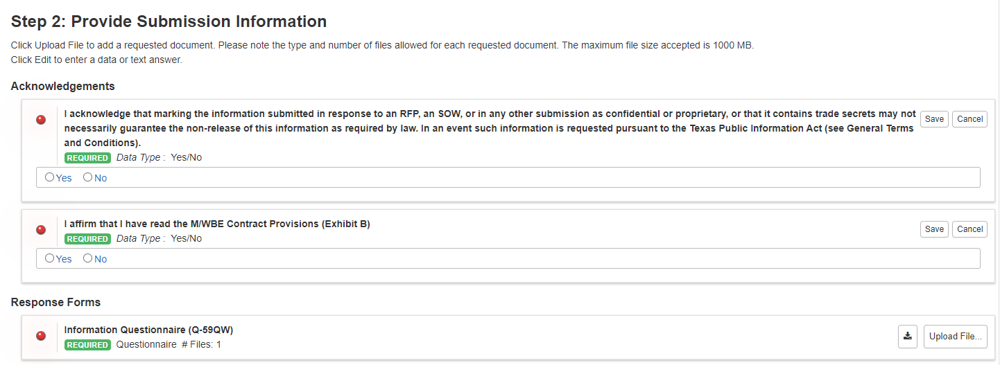 Step 2: Provide Submission Information
Click Upload File to add a requested document. Please note the type and number of files allowed for each requested document. The maximum file size accepted is 1000 MB.
Click Edit to enter a data or text answer.
Acknowledgements
I acknowledge that marking the information submitted in response to an RFP, an SOW, or in any other submission as confidential or proprietary, or that it contains trade secrets may not
necessarily guarantee the non-release of this information as required by law. In an event such information is requested pursuant to the Texas Public Information Act (see General Terms
and Conditions).
Save Cancel
REQUIRED Data Type : Yes/No
Yes No
I affirm that I have read the M/WBE Contract Provisions (Exhibit B)
Save Cancel
REQUIRED Data Type : Yes/No
Yes No
Response Forms
Information Questionnaire (Q-59QW)
REQUIRED Questionnaire # Files: 1
Upload File...